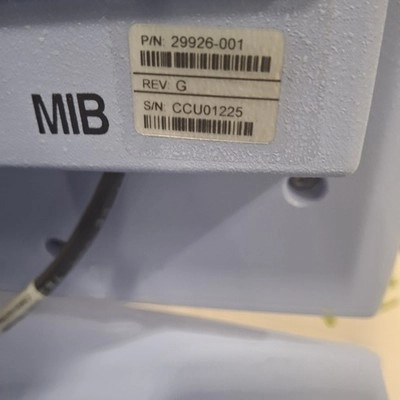 P/N: 29926-001
REV: G
S/N: CCU01225
MIB